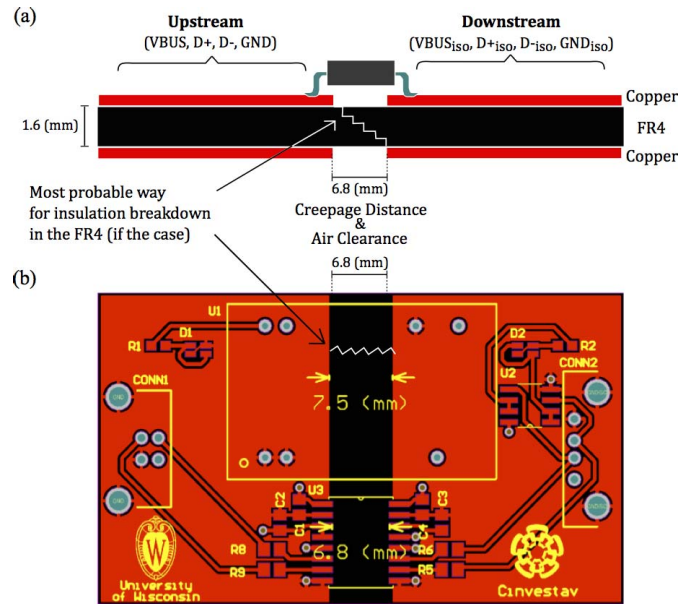 (a)
Upstream
(VBUS, D+, D-, GND)
Downstream
(VBUSiso, D+iso, D-iso, GNDiso)
Copper
1.6 (mm)
FR4
Copper
6.8 (mm)
Most probable way
for insulation breakdown
in the FR4 (if the case)
Creepage Distance
&
Air Clearance
6.8 (mm)
(b)
U1
D1
R1
D2
R2
CONN1
U2
CONN2
7.5 (mm)
U3
C2
C3
C1
C4
6.8 (mm)
R8
R6
R9
R5
W
University
of Wisconsin
Cinvestav